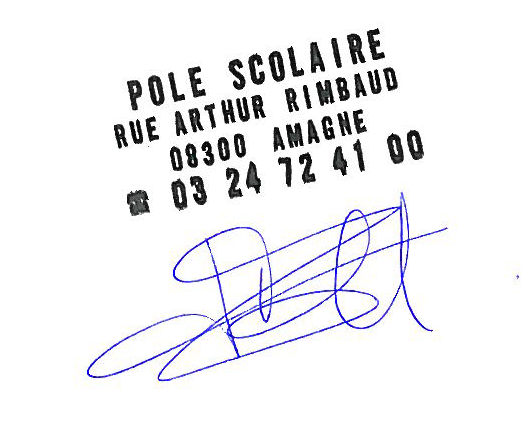 POLE SCOLAIRE
RUE ARTHUR RIMBAUD
08300 AMAGNE
☎ 03 24 72 41 00